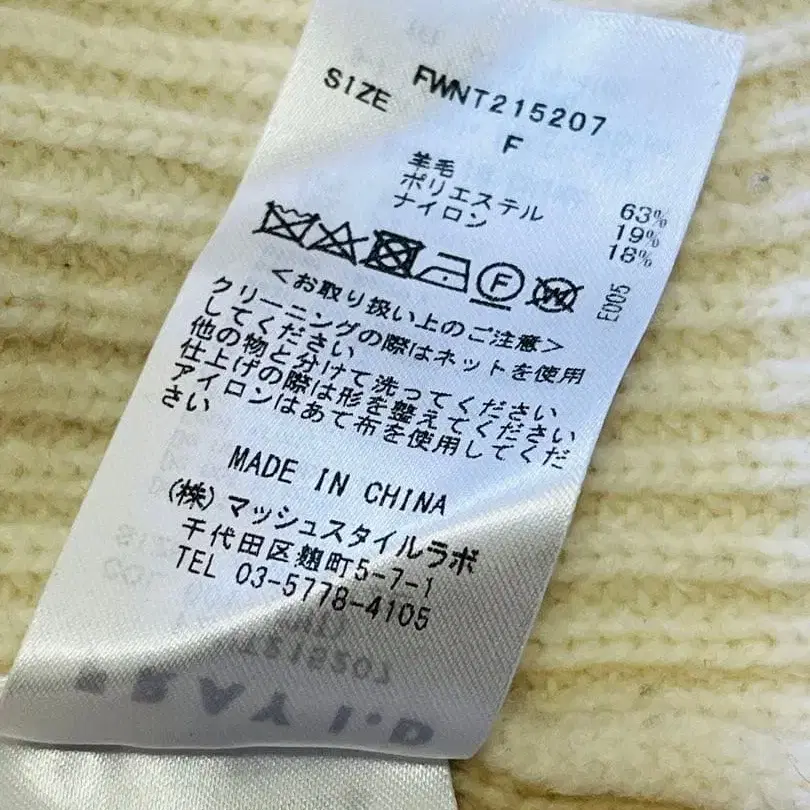 FWNT215207
SIZE F
羊毛 63%
ポリエステル 19%
ナイロン 18%
F W
E005
<お取り扱い上のご注意>
クリーニングの際はネットを使用
してください
他の物と分けて洗ってください
仕上げの際は形を整えてください
アイロンはあて布を使用してくだ
さい
MADE IN CHINA
(株)マッシュスタイルラボ
千代田区麹町5-7-1
TEL 03-5778-4105